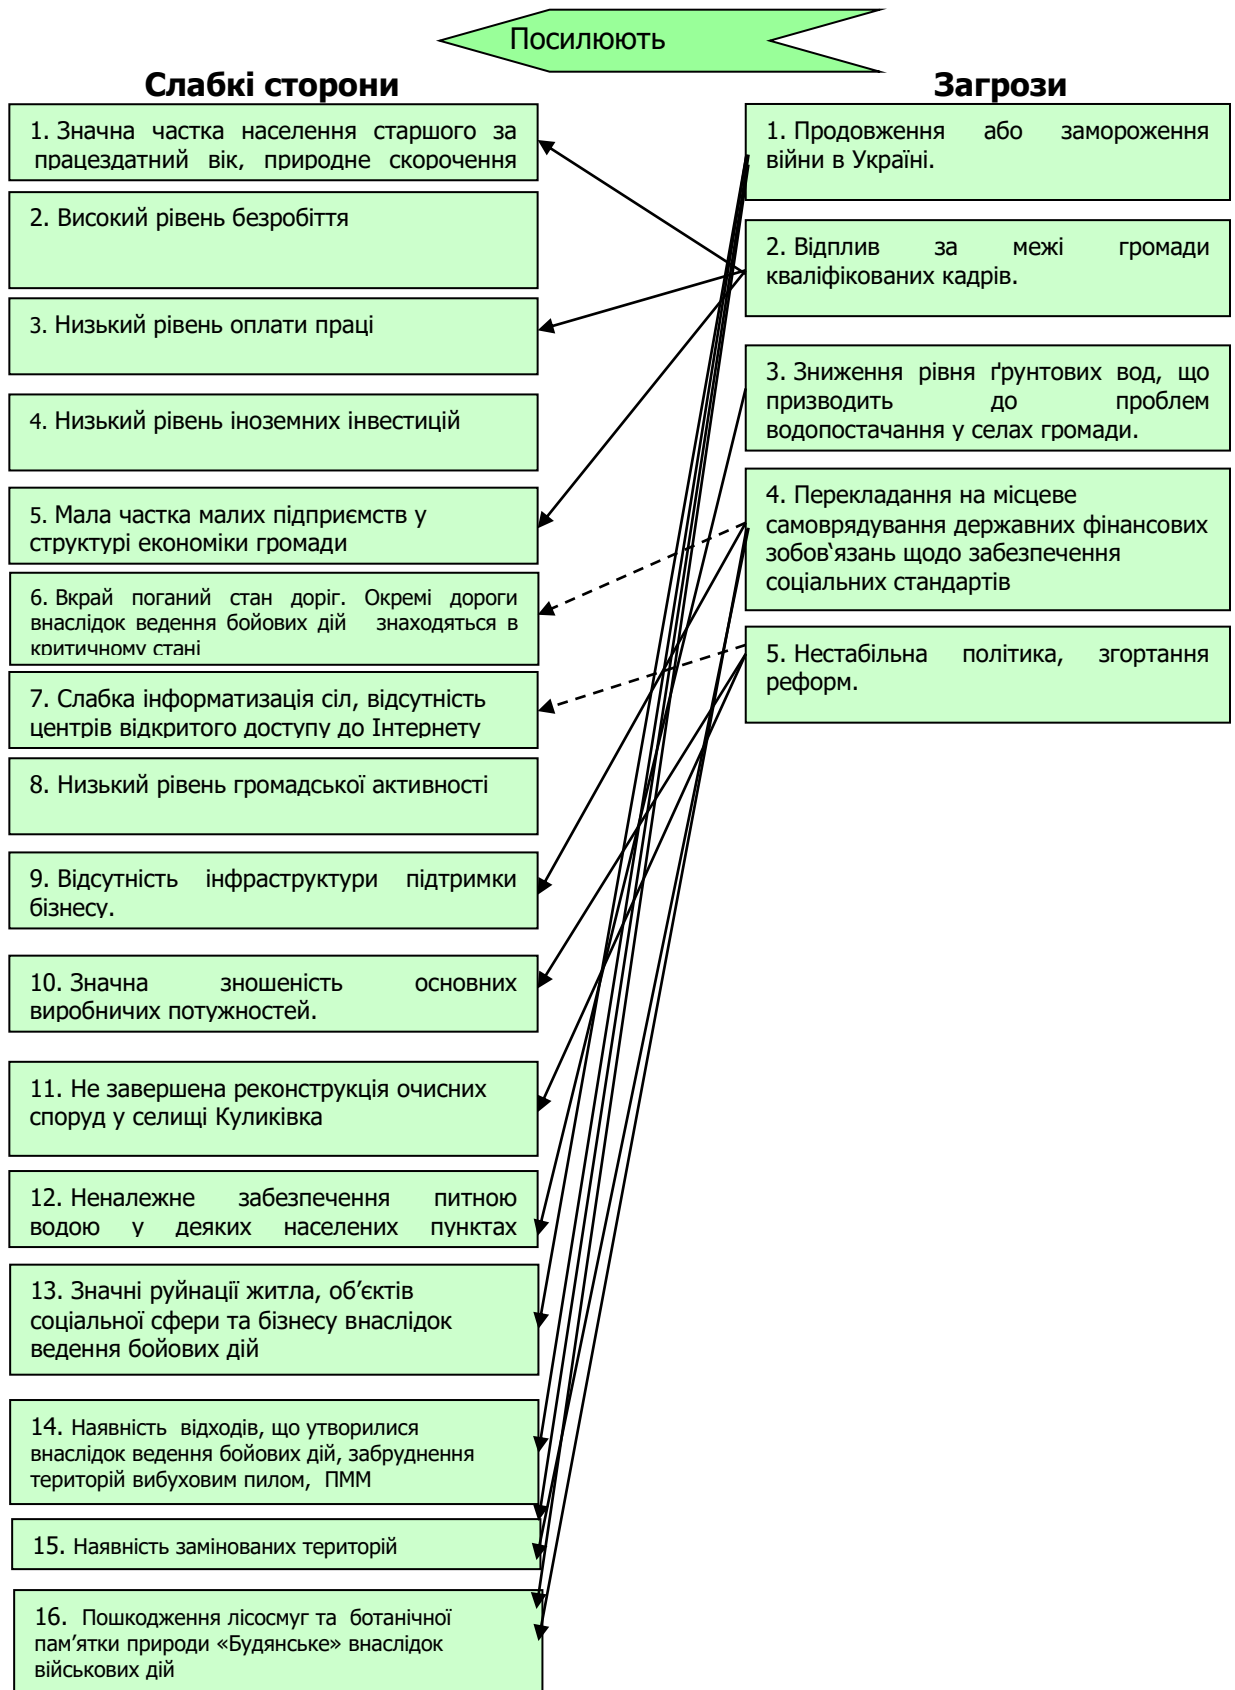 Посилюють
Слабкі сторони
1. Значна частка населення старшого за
працездатний вік, природне скорочення
2. Високий рівень безробіття
3. Низький рівень оплати праці
4. Низький рівень іноземних інвестицій
5. Мала частка малих підприємств у
структурі економіки громади
6. Вкрай поганий стан доріг. Окремі дороги
внаслідок ведення бойових дій знаходяться в
критичному стані
7. Слабка інформатизація сіл, відсутність
центрів відкритого доступу до Інтернету
8. Низький рівень громадської активності
9. Відсутність інфраструктури підтримки
бізнесу.
10. Значна зношеність основних
виробничих потужностей.
11. Не завершена реконструкція очисних
споруд у селищі Куликівка
12. Неналежне забезпечення питною
водою у деяких населених пунктах
13. Значні руйнації житла, об’єктів
соціальної сфери та бізнесу внаслідок
ведення бойових дій
14. Наявність відходів, що утворилися
внаслідок ведення бойових дій, забруднення
територій вибуховим пилом, ПММ
15. Наявність замінованих територій
16. Пошкодження лісосмуг та ботанічної
пам’ятки природи «Будянське» внаслідок
військових дій
Загрози
1. Продовження або замороження
війни в Україні.
2. Відплив за межі громади
кваліфікованих кадрів.
3. Зниження рівня ґрунтових вод, що
призводить до проблем
водопостачання у селах громади.
4. Перекладання на місцеве
самоврядування державних фінансових
зобов‘язань щодо забезпечення
соціальних стандартів
5. Нестабільна політика, згортання
реформ.